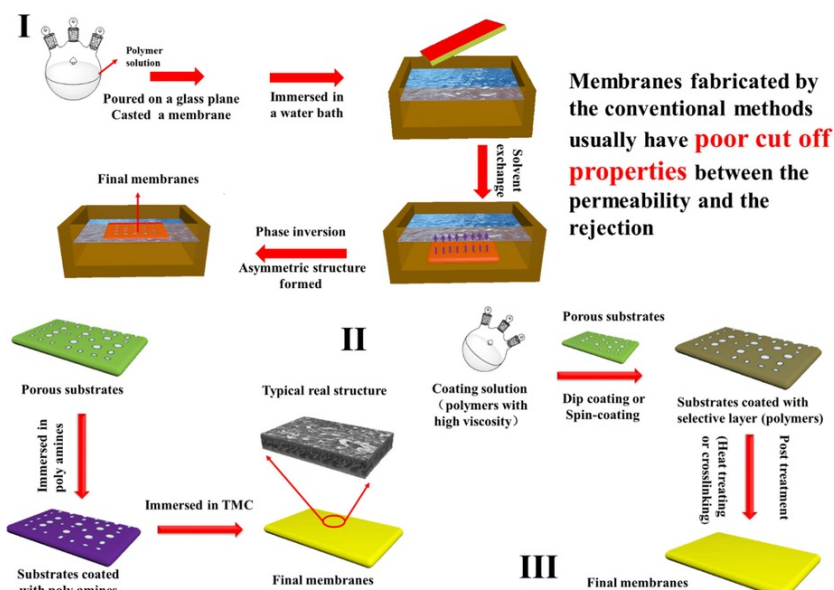 I
Polymer
solution
Poured on a glass plane
Casted a membrane
Immersed in
a water bath
Solvent
exchange
Final membranes
Phase inversion
Asymmetric structure
formed
Membranes fabricated by
the conventional methods
usually have poor cut off
properties between the
permeability and the
rejection
II
Porous substrates
Immersed in
poly amines
Substrates coated
with poly amines
Immersed in TMC
Typical real structure
Final membranes
III
Coating solution
(polymers with
high viscosity)
Porous substrates
Dip coating or
Spin-coating
Substrates coated with
selective layer (polymers)
Post treatment
(Heat treating
or crosslinking)
Final membranes